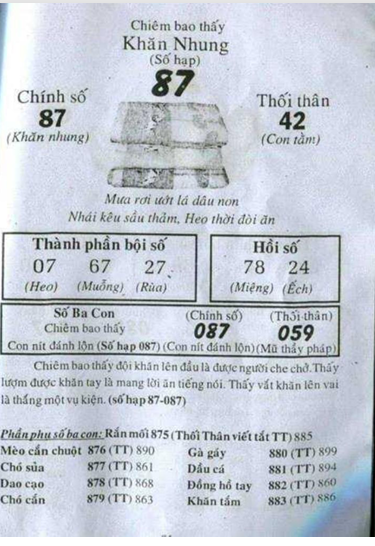 Chiêm bao thấy
Khăn Nhung
(Số hạp)
87
Chính số
87
(Khăn nhung)
Thối thân
42
(Con tằm)
Mưa rơi ướt lá dâu non
Nhái kêu sầu thảm, Heo thời đòi ăn
Thành phần bội số
07 67 27
(Heo) (Muỗng) (Rùa)
Hồi số
78 24
(Miệng) (Ếch)
Số Ba Con (Chính số) (Thối thân)
Chiêm bao thấy 087 059
Con nít đánh lộn (Số hạp 087) (Con nít đánh lộn) (Mũ thầy pháp)
Chiêm bao thấy đội khăn lên đầu là được người che chở. Thấy
lượm được khăn tay là mang lời ăn tiếng nói. Thấy vắt khăn lên vai
là thắng một vụ kiện. (số hạp 87-087)
Phần phụ số ba con: Rắn mối 875 (Thối Thân viết tắt TT) 885
Mèo cắn chuột 876 (TT) 890 Gà gáy 880 (TT) 899
Chó sủa 877 (TT) 861 Dầu cá 881 (TT) 894
Dao cạo 878 (TT) 868 Đồng hồ tay 882 (TT) 860
Chó cắn 879 (TT) 863 Khăn tắm 883 (TT) 886